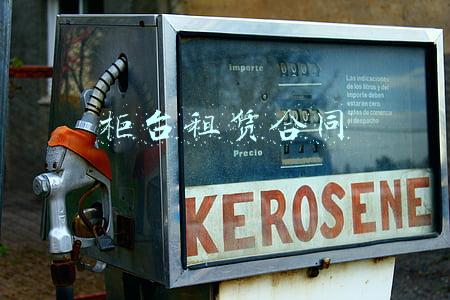 importe
Las indicaciones
de los litros y del
importe deben
estar en cero
antes de comenzar
el despacho
柜台租赁合同
Precio
KEROSENE